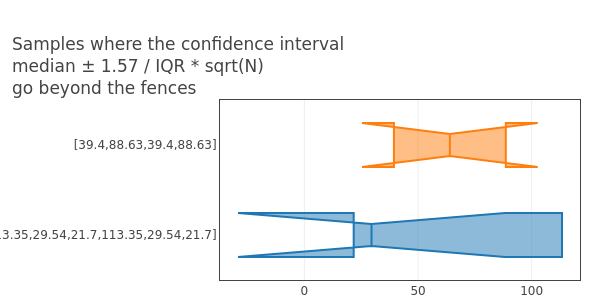 Samples where the confidence interval
median ± 1.57 / IQR * sqrt(N)
go beyond the fences
[39.4,88.63,39.4,88.63]
3.35,29.54,21.7,113.35,29.54,21.7]
0 50 100